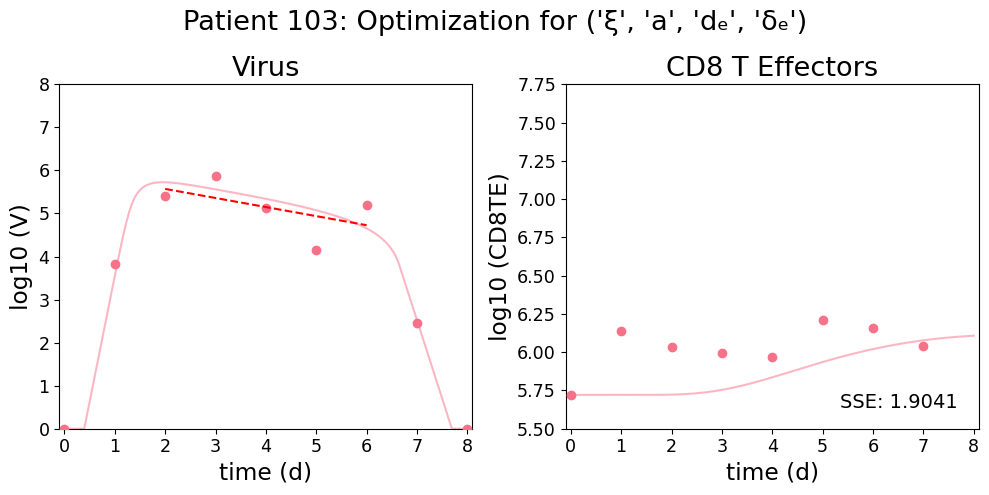 Patient 103: Optimization for ('ξ', 'a', 'dₑ', 'δₑ')
Virus
CD8 T Effectors
8
7
6
5
4
3
2
1
0
log10 (V)
0 1 2 3 4 5 6 7 8
time (d)
7.75
7.50
7.25
7.00
6.75
6.50
6.25
6.00
5.75
5.50
log10 (CD8TE)
SSE: 1.9041
0 1 2 3 4 5 6 7 8
time (d)